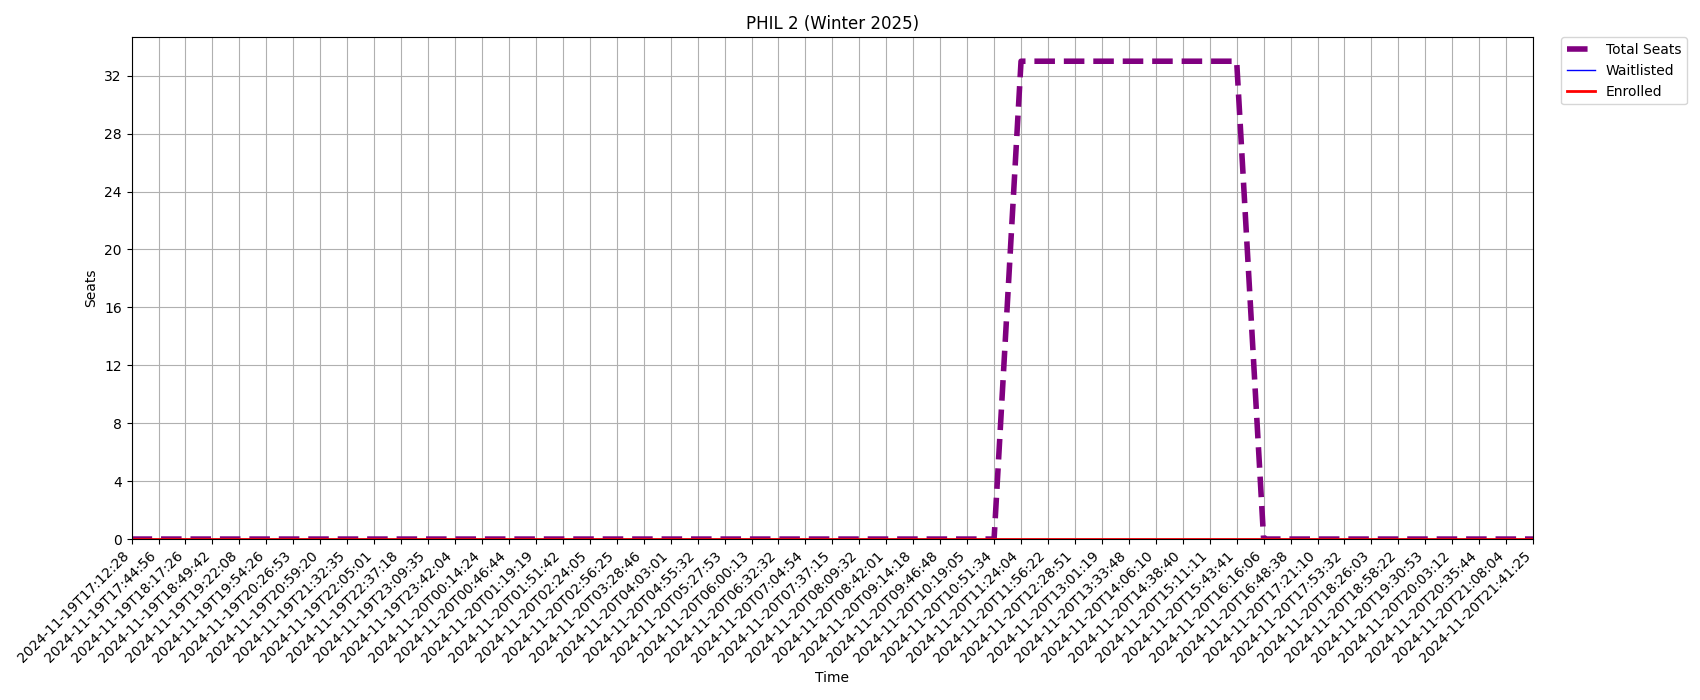 PHIL 2 (Winter 2025)
Total Seats
Waitlisted
Enrolled
32
28
24
20
16
12
8
4
0
Seats
2024-11-19T17:12:28
2024-11-19T17:44:56
2024-11-19T18:17:26
2024-11-19T18:49:42
2024-11-19T19:22:08
2024-11-19T19:54:26
2024-11-19T20:26:53
2024-11-19T20:59:20
2024-11-19T21:32:35
2024-11-19T22:05:01
2024-11-19T22:37:18
2024-11-19T23:09:35
2024-11-19T23:42:04
2024-11-20T00:14:24
2024-11-20T00:46:44
2024-11-20T01:19:19
2024-11-20T01:51:42
2024-11-20T02:24:05
2024-11-20T02:56:25
2024-11-20T03:28:46
2024-11-20T04:03:01
2024-11-20T04:55:32
2024-11-20T05:27:53
2024-11-20T06:00:13
2024-11-20T06:32:32
2024-11-20T07:04:54
2024-11-20T07:37:15
2024-11-20T08:09:32
2024-11-20T08:42:01
2024-11-20T09:14:18
2024-11-20T09:46:48
2024-11-20T10:19:05
2024-11-20T10:51:34
2024-11-20T11:24:04
2024-11-20T11:56:22
2024-11-20T12:28:51
2024-11-20T13:01:19
2024-11-20T13:33:48
2024-11-20T14:06:10
2024-11-20T14:38:40
2024-11-20T15:11:11
2024-11-20T15:43:41
2024-11-20T16:16:06
2024-11-20T16:48:38
2024-11-20T17:21:10
2024-11-20T17:53:32
2024-11-20T18:26:03
2024-11-20T18:58:22
2024-11-20T19:30:53
2024-11-20T20:03:12
2024-11-20T20:35:44
2024-11-20T21:08:04
2024-11-20T21:41:25
Time